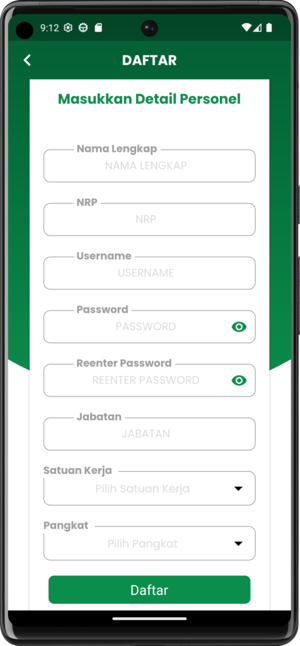 9:12
DAFTAR
Masukkan Detail Personel
Nama Lengkap
NAMA LENGKAP
NRP
NRP
Username
USERNAME
Password
PASSWORD
Reenter Password
REENTER PASSWORD
Jabatan
JABATAN
Satuan Kerja
Pilih Satuan Kerja
Pangkat
Pilih Pangkat
Daftar